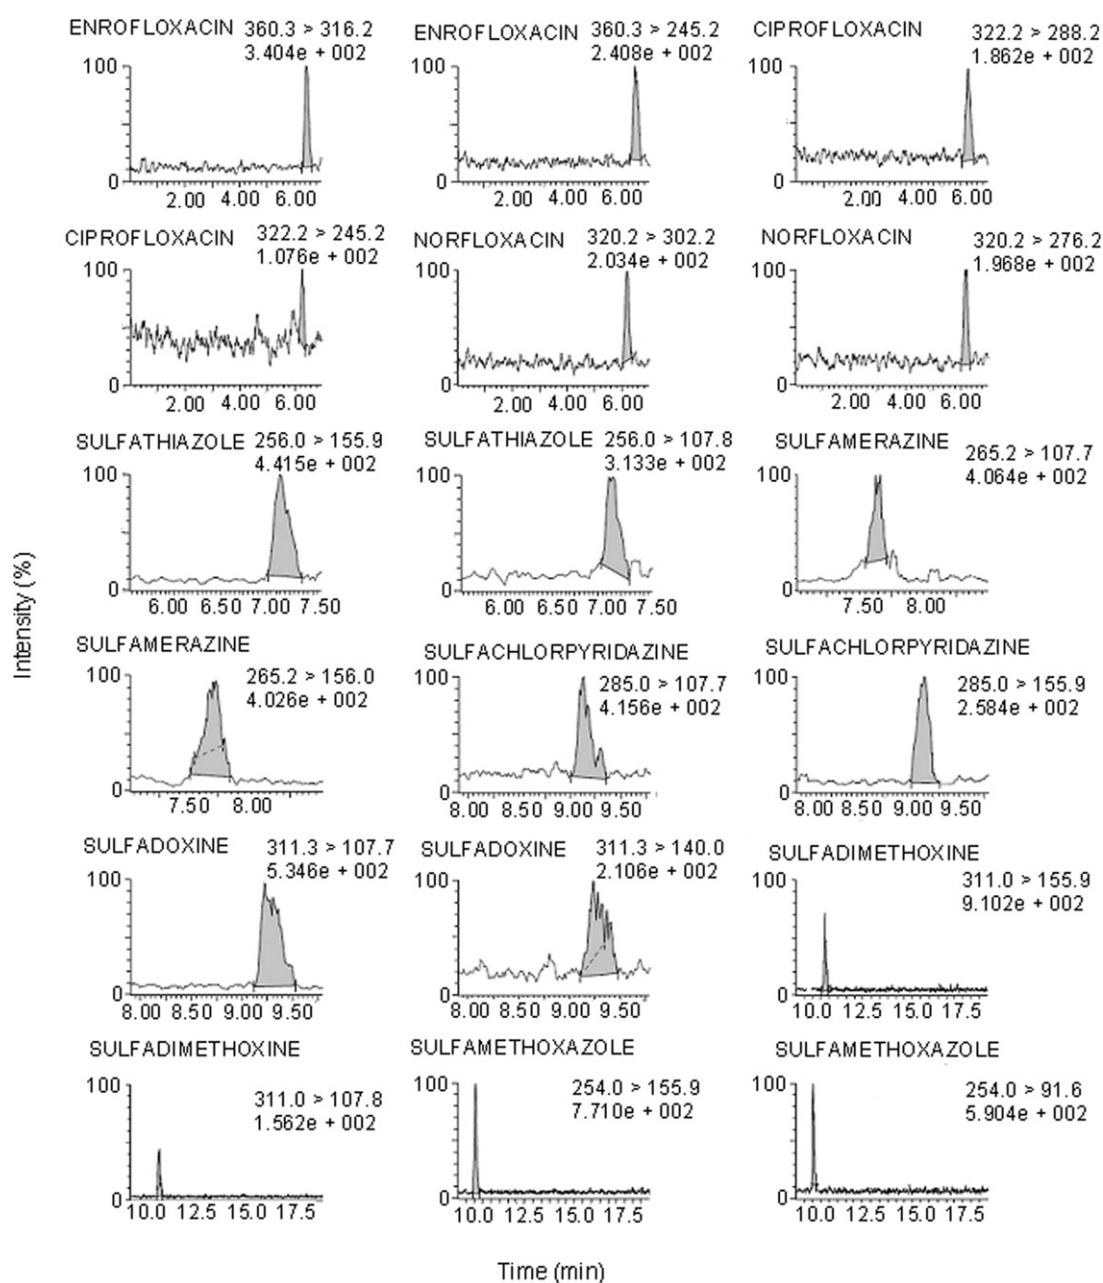 ENROFLOXACIN 360.3 > 316.2
3.404e + 002
100
0
2.00 4.00 6.00
ENROFLOXACIN 360.3 > 245.2
2.408e + 002
100
0
2.00 4.00 6.00
CIPROFLOXACIN 322.2 > 288.2
1.862e + 002
100
0
2.00 4.00 6.00
CIPROFLOXACIN 322.2 > 245.2
1.076e + 002
100
0
2.00 4.00 6.00
NORFLOXACIN 320.2 > 302.2
2.034e + 002
100
0
2.00 4.00 6.00
NORFLOXACIN 320.2 > 276.2
1.968e + 002
100
0
2.00 4.00 6.00
SULFATHIAZOLE 256.0 > 155.9
4.415e + 002
100
0
6.00 6.50 7.00 7.50
SULFATHIAZOLE 256.0 > 107.8
3.133e + 002
100
0
6.00 6.50 7.00 7.50
SULFAMERAZINE 265.2 > 107.7
4.064e + 002
100
0
7.50 8.00
Intensity (%)
SULFAMERAZINE
265.2 > 156.0
4.026e + 002
100
0
7.50 8.00
SULFACHLORPYRIDAZINE
285.0 > 107.7
4.156e + 002
100
0
8.00 8.50 9.00 9.50
SULFACHLORPYRIDAZINE
285.0 > 155.9
2.584e + 002
100
0
8.00 8.50 9.00 9.50
SULFADOXINE 311.3 > 107.7
5.346e + 002
100
0
8.00 8.50 9.00 9.50
SULFADOXINE 311.3 > 140.0
2.106e + 002
100
0
8.00 8.50 9.00 9.50
SULFADIMETHOXINE
311.0 > 155.9
9.102e + 002
100
0
10.0 12.5 15.0 17.5
SULFADIMETHOXINE
311.0 > 107.8
1.562e + 002
100
0
10.0 12.5 15.0 17.5
SULFAMETHOXAZOLE
254.0 > 155.9
7.710e + 002
100
0
10.0 12.5 15.0 17.5
SULFAMETHOXAZOLE
254.0 > 91.6
5.904e + 002
100
0
10.0 12.5 15.0 17.5
Time (min)